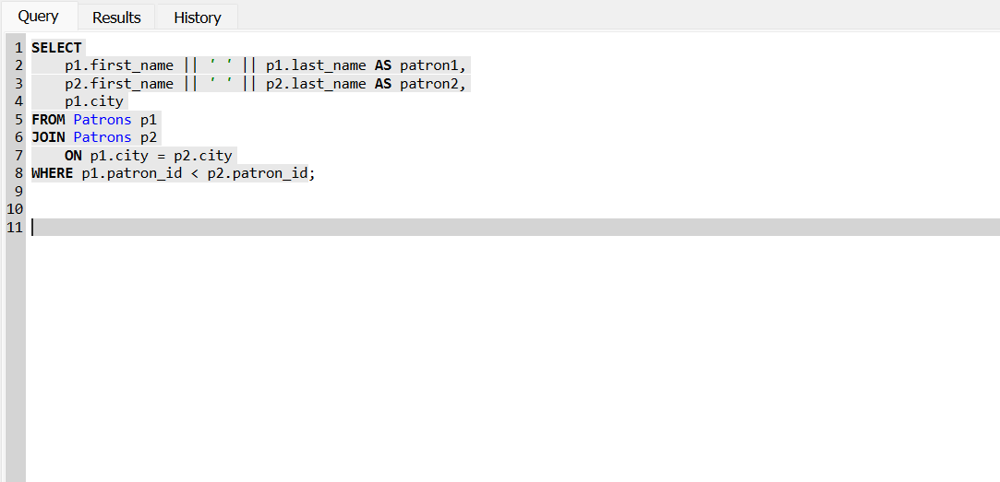 Query Results History
1 SELECT
2     p1.first_name || ' ' || p1.last_name AS patron1,
3     p2.first_name || ' ' || p2.last_name AS patron2,
4     p1.city
5 FROM Patrons p1
6 JOIN Patrons p2
7     ON p1.city = p2.city
8 WHERE p1.patron_id < p2.patron_id;
9
10
11